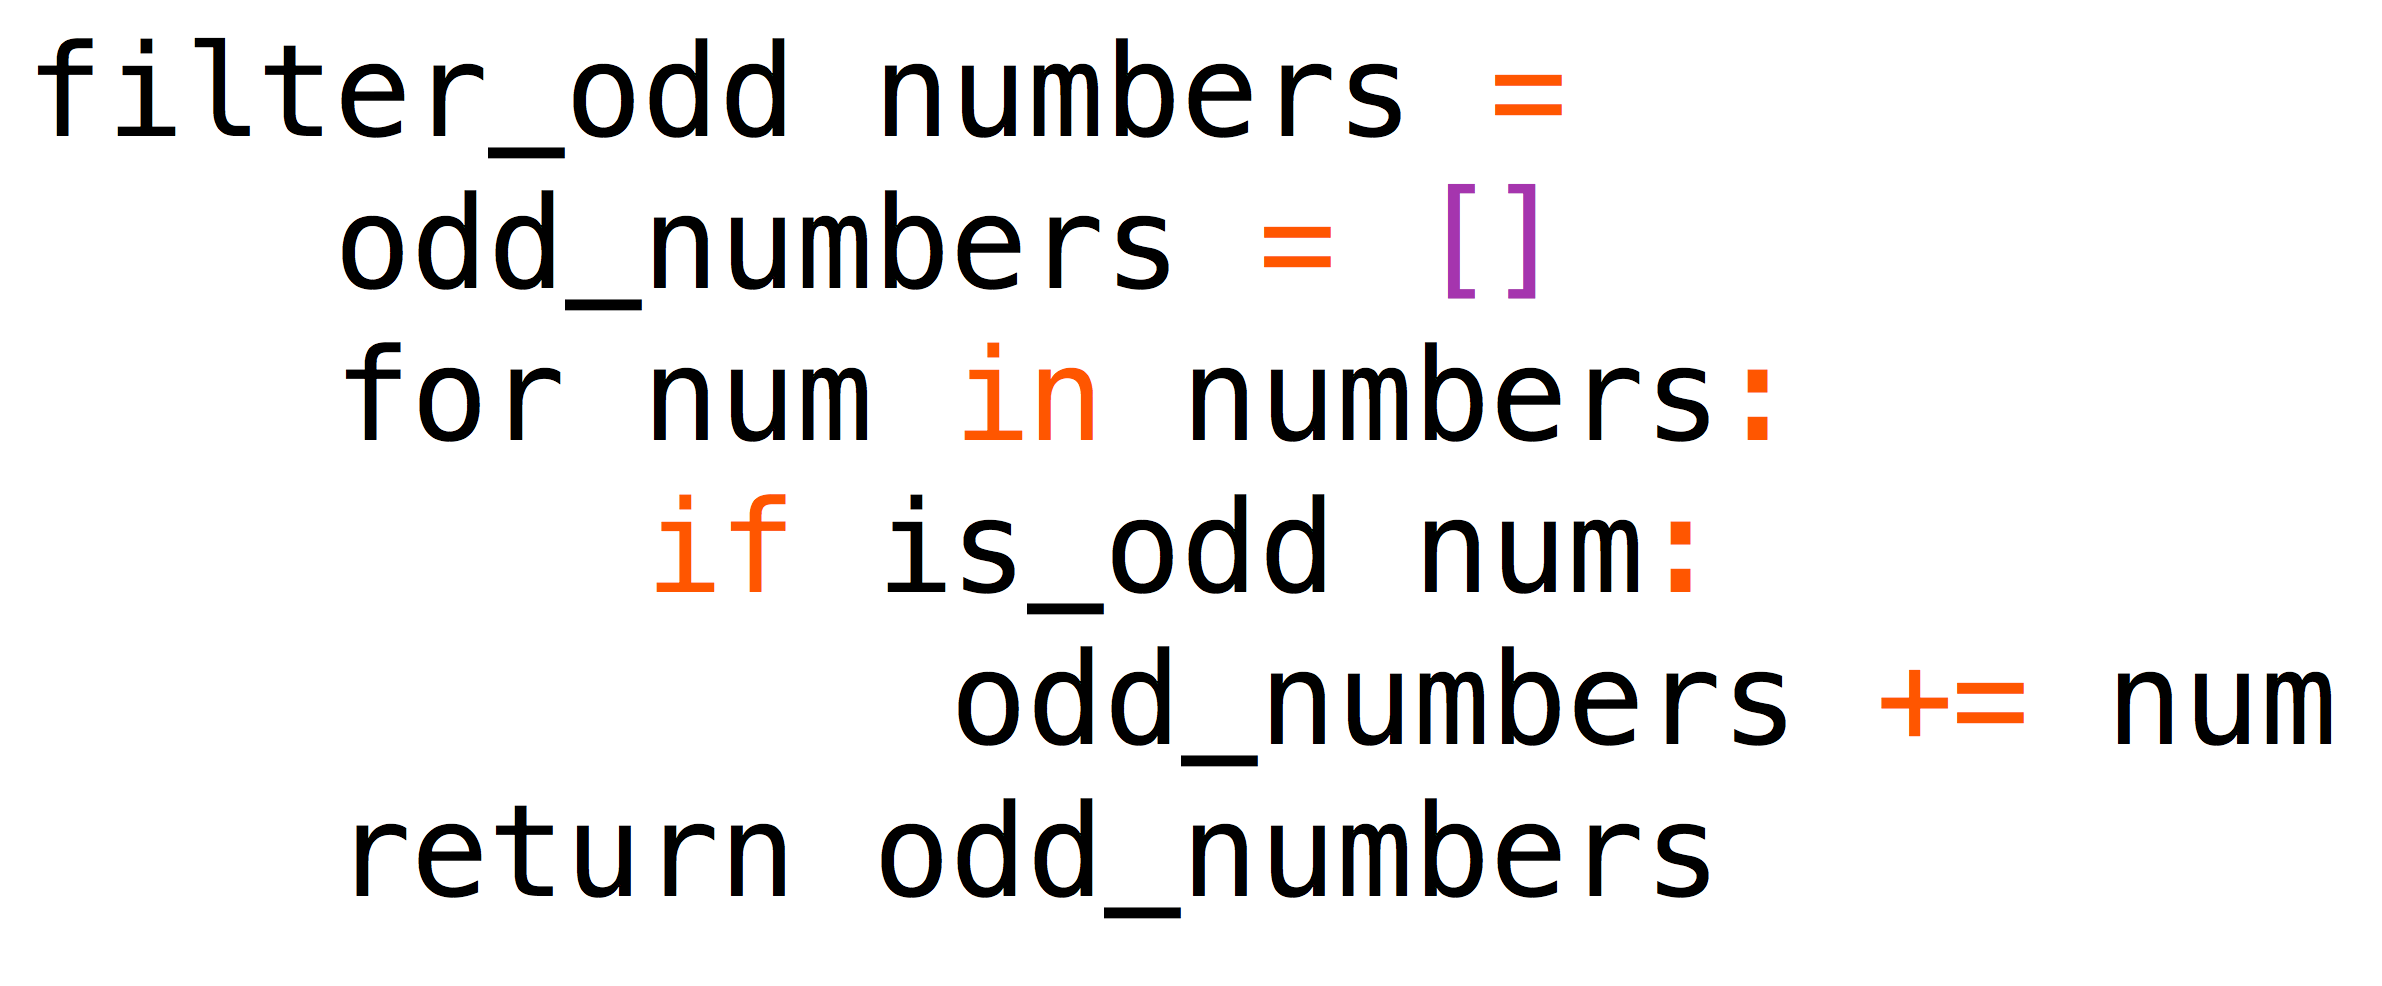 filter_odd numbers =
    odd_numbers = []
    for num in numbers:
        if is_odd num:
            odd_numbers += num
    return odd_numbers